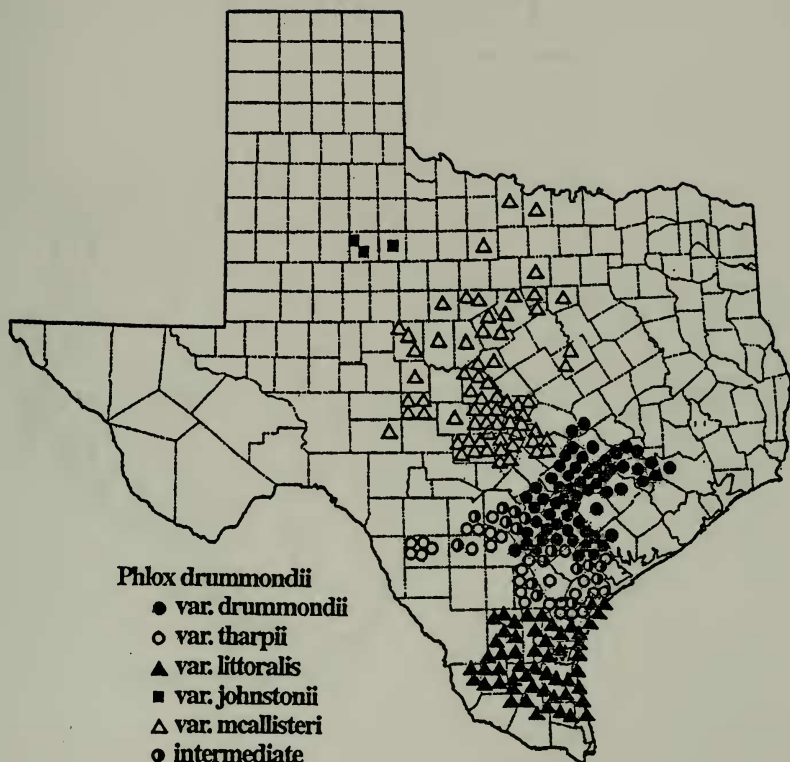 Phlox drummondii
var. drummondii
var. tharpii
var. littoralis
var. johnstonii
var. mcallisteri
intermediate